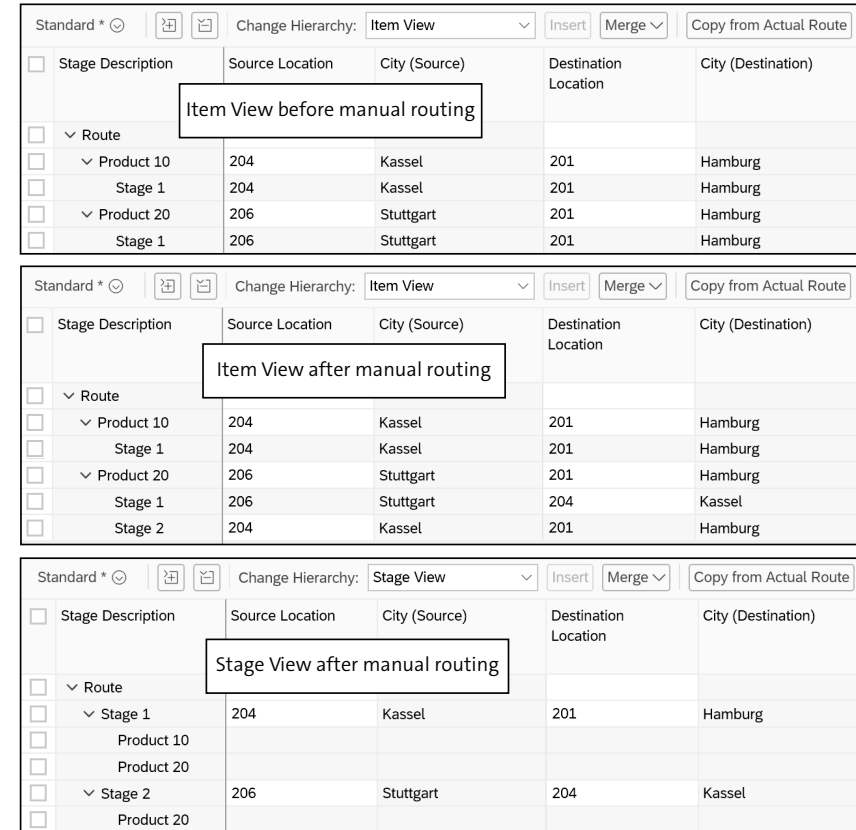 Standard * Change Hierarchy: Item View Insert Merge Copy from Actual Route
Stage Description Source Location City (Source) Destination Location City (Destination)
Item View before manual routing
Route
Product 10 204 Kassel 201 Hamburg
Stage 1 204 Kassel 201 Hamburg
Product 20 206 Stuttgart 201 Hamburg
Stage 1 206 Stuttgart 201 Hamburg
Standard * Change Hierarchy: Item View Insert Merge Copy from Actual Route
Stage Description Source Location City (Source) Destination Location City (Destination)
Item View after manual routing
Route
Product 10 204 Kassel 201 Hamburg
Stage 1 204 Kassel 201 Hamburg
Product 20 206 Stuttgart 201 Hamburg
Stage 1 206 Stuttgart 204 Kassel
Stage 2 204 Kassel 201 Hamburg
Standard * Change Hierarchy: Stage View Insert Merge Copy from Actual Route
Stage Description Source Location City (Source) Destination Location City (Destination)
Stage View after manual routing
Route
Stage 1 204 Kassel 201 Hamburg
Product 10
Product 20
Stage 2 206 Stuttgart 204 Kassel
Product 20